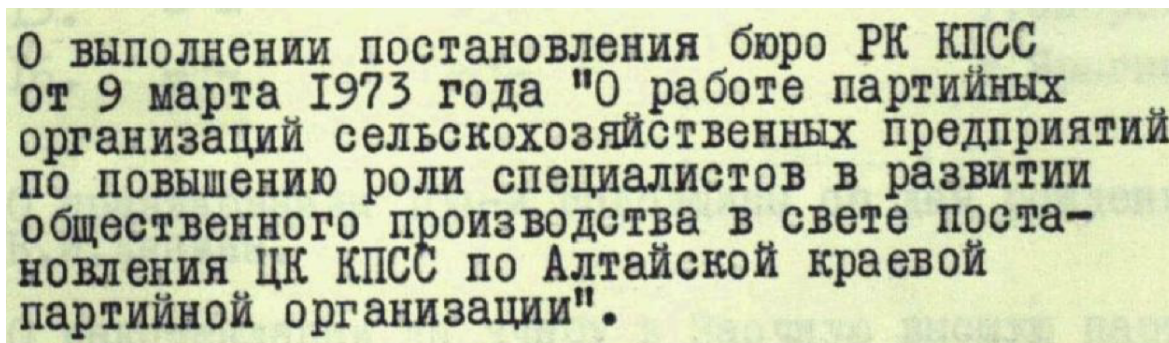 О выполнении постановления бюро РК КПСС
от 9 марта I973 года "О работе партийных
организаций сельскохозяйственных предприятий
по повышению роли специалистов в развитии
общественного производства в свете поста-
новления ЦК КПСС по Алтайской краевой
партийной организации".